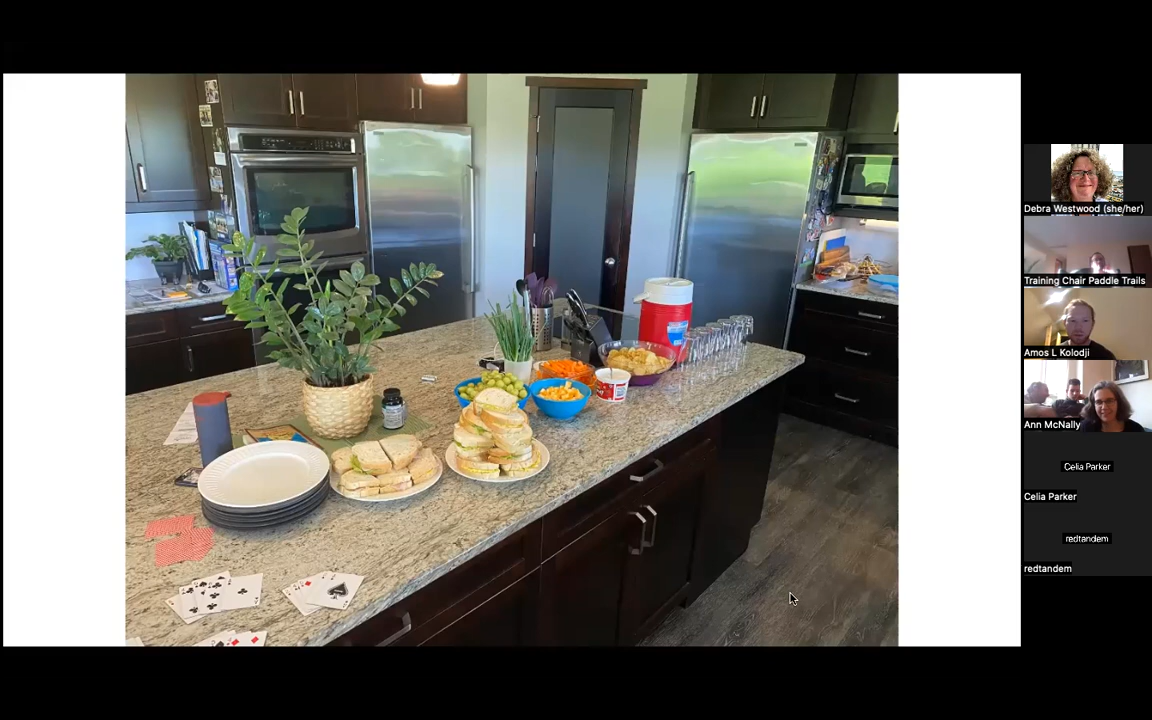 Debra Westwood (she/her)
Training Chair Paddle Trails
Amos L Kolodji
Ann McNally
Celia Parker
Celia Parker
redtandem
redtandem